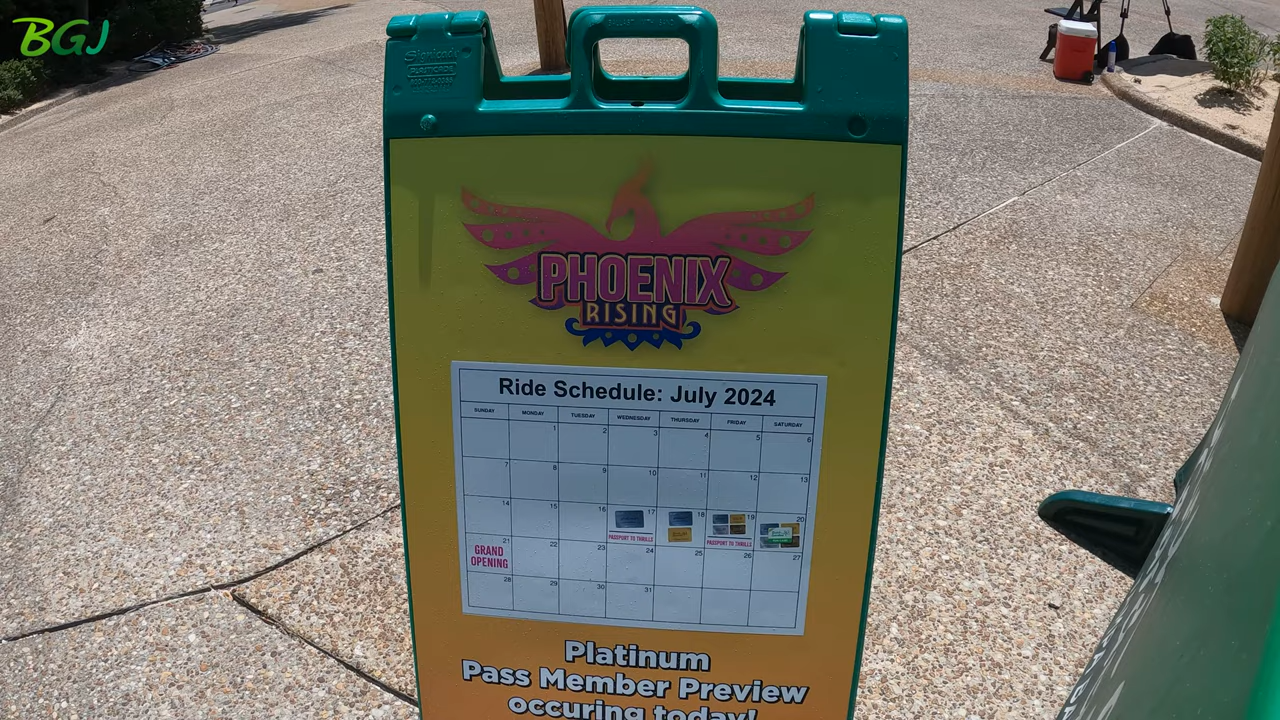 BGJ
Signicade
PHOENIX
RISING
Ride Schedule: July 2024
SUNDAY MONDAY TUESDAY WEDNESDAY THURSDAY FRIDAY SATURDAY
1 2 3 4 5 6
7 8 9 10 11 12 13
14 15 16 17 18 19 20
PASSPORT TO THRILLS PASSPORT TO THRILLS
21 22 23 24 25 26 27
GRAND
OPENING
28 29 30 31
Platinum
Pass Member Preview
occuring today!